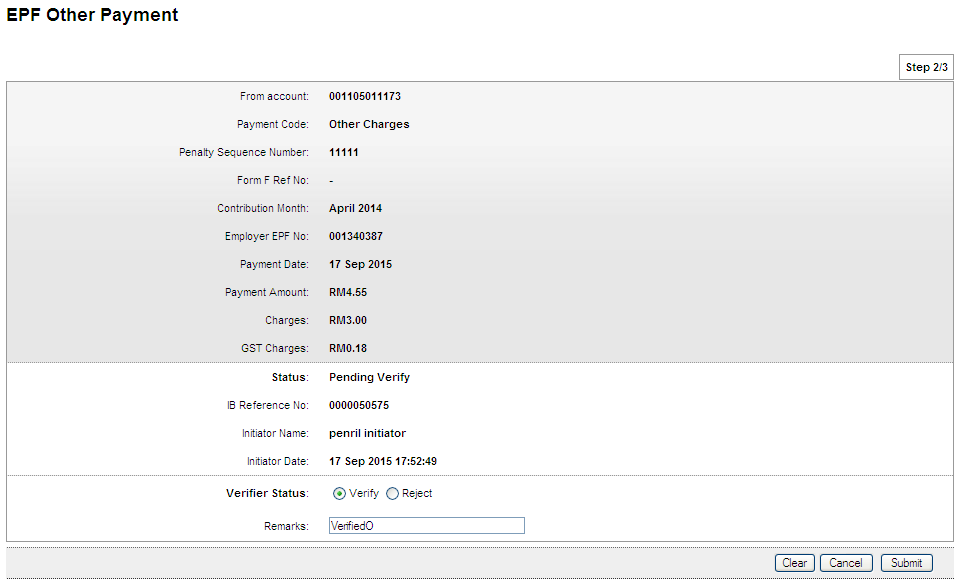 EPF Other Payment
Step 2/3
From account: 001105011173
Payment Code: Other Charges
Penalty Sequence Number: 11111
Form F Ref No: -
Contribution Month: April 2014
Employer EPF No: 001340387
Payment Date: 17 Sep 2015
Payment Amount: RM4.55
Charges: RM3.00
GST Charges: RM0.18
Status: Pending Verify
IB Reference No: 0000050575
Initiator Name: penril initiator
Initiator Date: 17 Sep 2015 17:52:49
Verifier Status: Verify Reject
Remarks: VerifiedO
Clear Cancel Submit